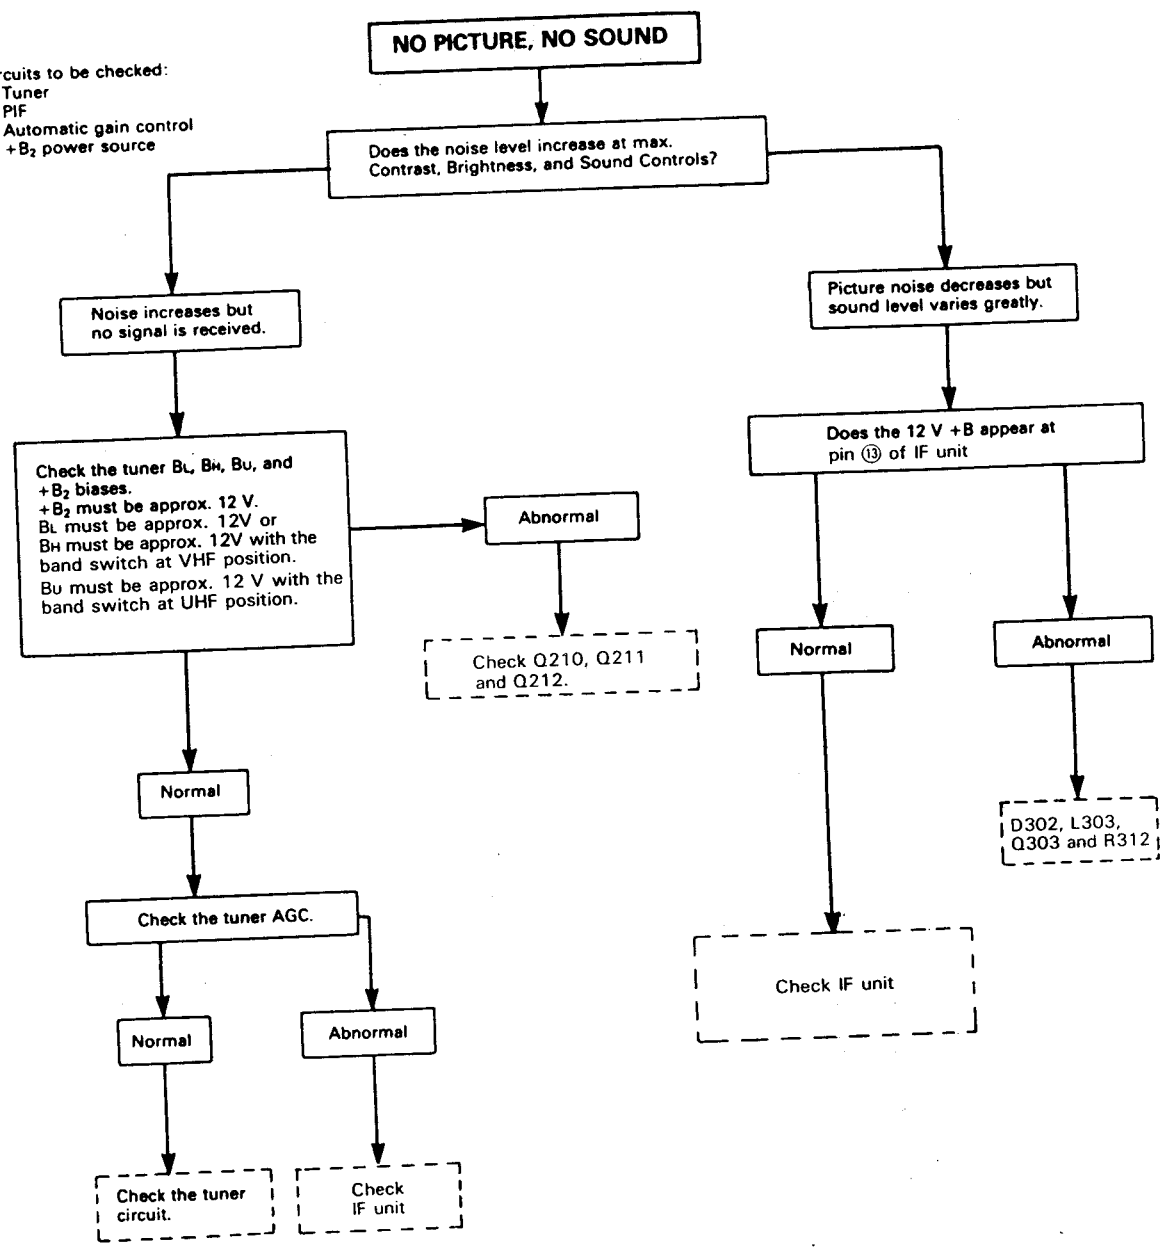 NO PICTURE, NO SOUND
rcuits to be checked:
Tuner
PIF
Automatic gain control
+B₂ power source
Does the noise level increase at max.
Contrast, Brightness, and Sound Controls?
Noise increases but
no signal is received.
Picture noise decreases but
sound level varies greatly.
Check the tuner BL, BH, BU, and
+B₂ biases.
+B₂ must be approx. 12 V.
BL must be approx. 12V or
BH must be approx. 12V with the
band switch at VHF position.
BU must be approx. 12 V with the
band switch at UHF position.
Abnormal
Check Q210, Q211
and Q212.
Does the 12 V +B appear at
pin ⑬ of IF unit
Normal
Abnormal
D302, L303,
Q303 and R312
Check IF unit
Normal
Check the tuner AGC.
Normal
Abnormal
Check the tuner
circuit.
Check
IF unit